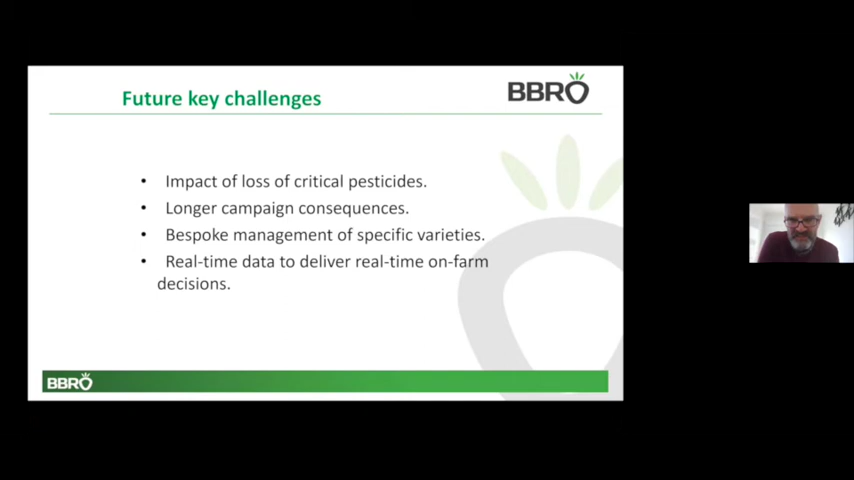 Future key challenges
BBRO
• Impact of loss of critical pesticides.
• Longer campaign consequences.
• Bespoke management of specific varieties.
• Real-time data to deliver real-time on-farm
decisions.
BBRO